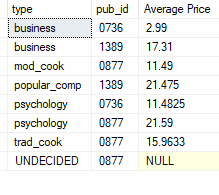 type pub_id Average Price
business 0736 2.99
business 1389 17.31
mod_cook 0877 11.49
popular_comp 1389 21.475
psychology 0736 11.4825
psychology 0877 21.59
trad_cook 0877 15.9633
UNDECIDED 0877 NULL